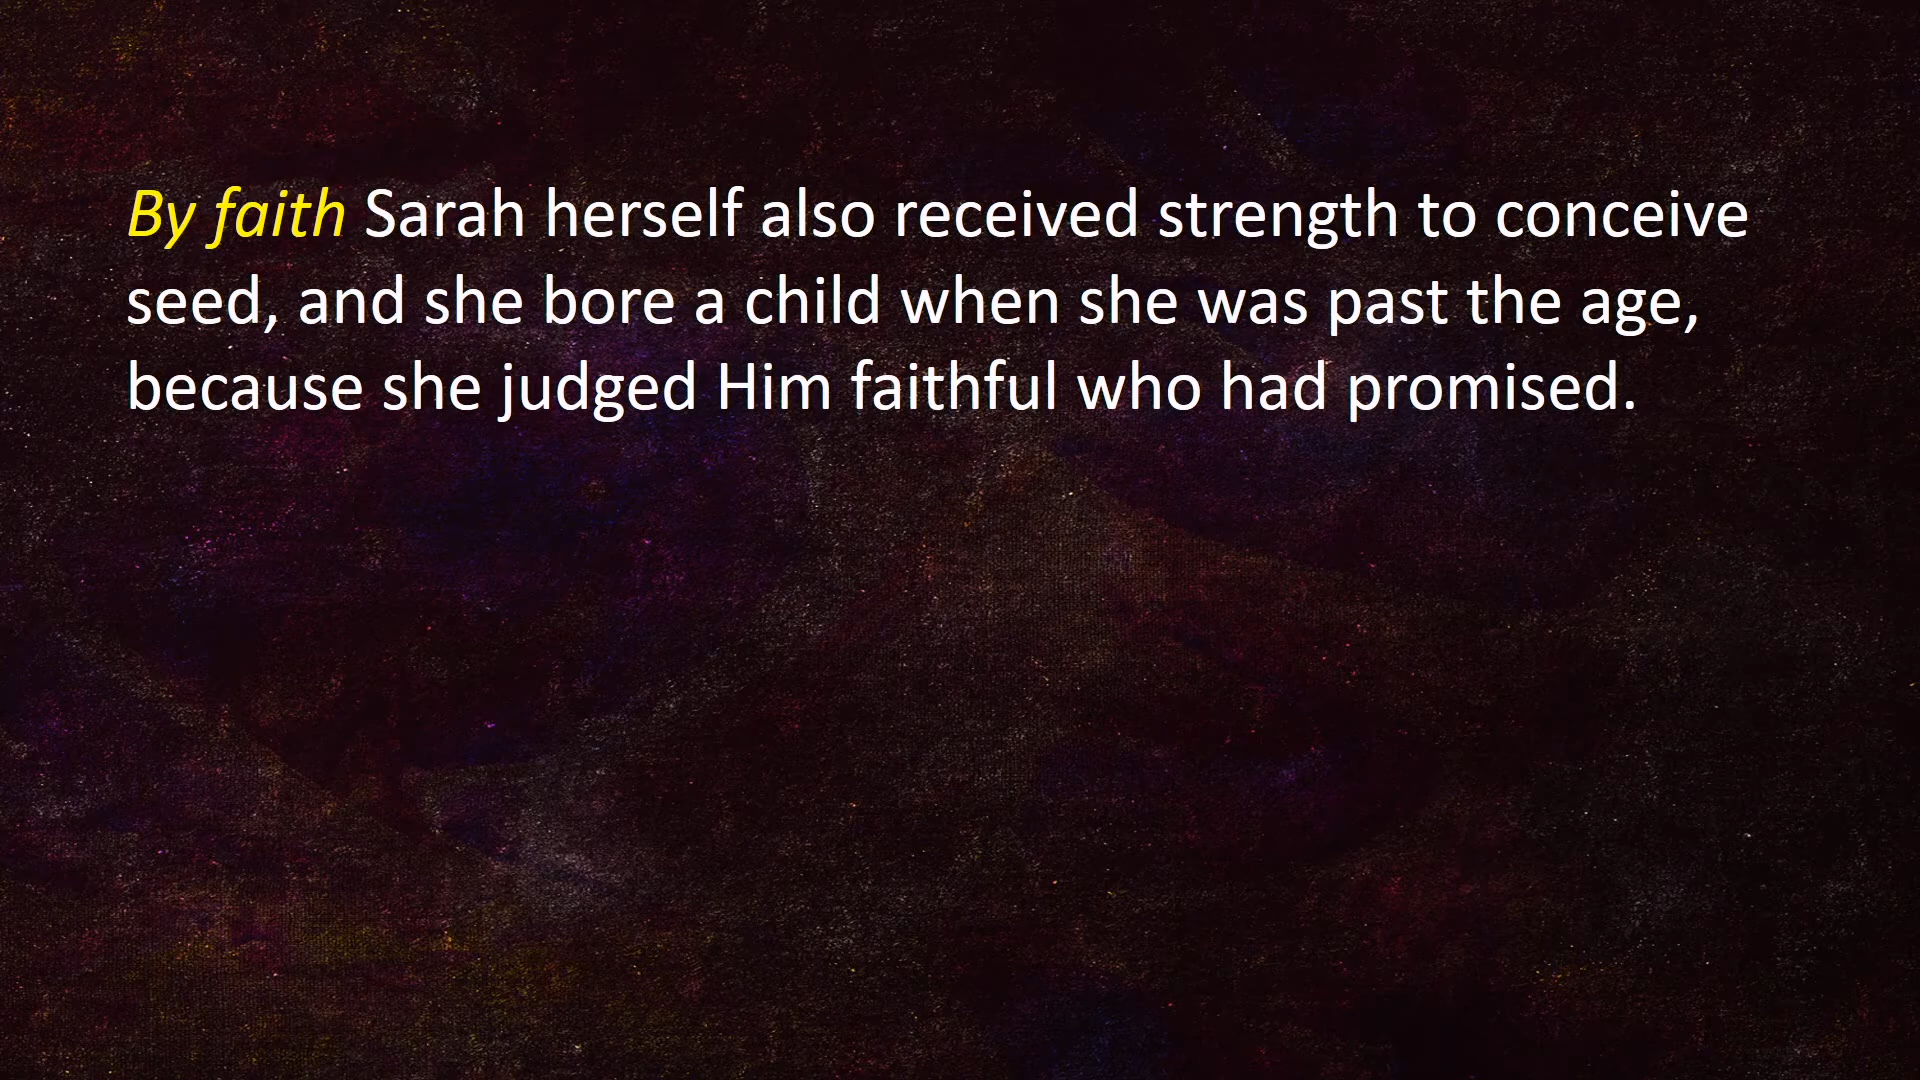 By faith Sarah herself also received strength to conceive
seed, and she bore a child when she was past the age,
because she judged Him faithful who had promised.